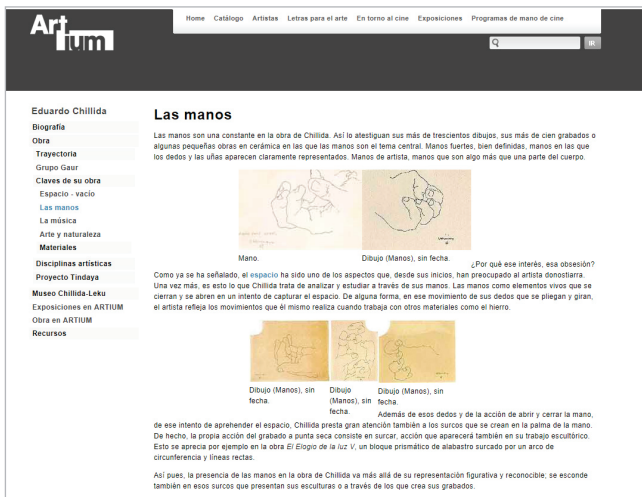 Artium
Home Catálogo Artistas Letras para el arte En torno al cine Exposiciones Programas de mano de cine
IR
Eduardo Chillida
Biografía
Obra
Trayectoria
Grupo Gaur
Claves de su obra
Espacio - vacío
Las manos
La música
Arte y naturaleza
Materiales
Disciplinas artísticas
Proyecto Tindaya
Museo Chillida-Leku
Exposiciones en ARTIUM
Obra en ARTIUM
Recursos
Las manos
Las manos son una constante en la obra de Chillida. Así lo atestiguan sus más de trescientos dibujos, sus más de cien grabados o
algunas pequeñas obras en cerámica en las que las manos son el tema central. Manos fuertes, bien definidas, manos en las que
los dedos y las uñas aparecen claramente representados. Manos de artista, manos que son algo más que una parte del cuerpo.
Mano.
Dibujo (Manos), sin fecha.
¿Por qué ese interés, esa obsesión?
Como ya se ha señalado, el espacio ha sido uno de los aspectos que, desde sus inicios, han preocupado al artista donostiarra.
Una vez más, es esto lo que Chillida trata de analizar y estudiar a través de sus manos. Las manos como elementos vivos que se
cierran y se abren en un intento de capturar el espacio. De alguna forma, en ese movimiento de sus dedos que se pliegan y giran,
el artista refleja los movimientos que él mismo realiza cuando trabaja con otros materiales como el hierro.
Dibujo (Manos), sin
fecha.
Dibujo
(Manos), sin
fecha.
Dibujo (Manos), sin
fecha.
Además de esos dedos y de la acción de abrir y cerrar la mano,
de ese intento de aprehender el espacio, Chillida presta gran atención también a los surcos que se crean en la palma de la mano.
De hecho, la propia acción del grabado a punta seca consiste en surcar, acción que aparecerá también en su trabajo escultórico.
Esto se aprecia por ejemplo en la obra El Elogio de la luz V, un bloque prismático de alabastro surcado por un arco de
circunferencia y líneas rectas.
Así pues, la presencia de las manos en la obra de Chillida va más allá de su representación figurativa y reconocible; se esconde
también en esos surcos que presentan sus esculturas o a través de los que crea sus grabados.